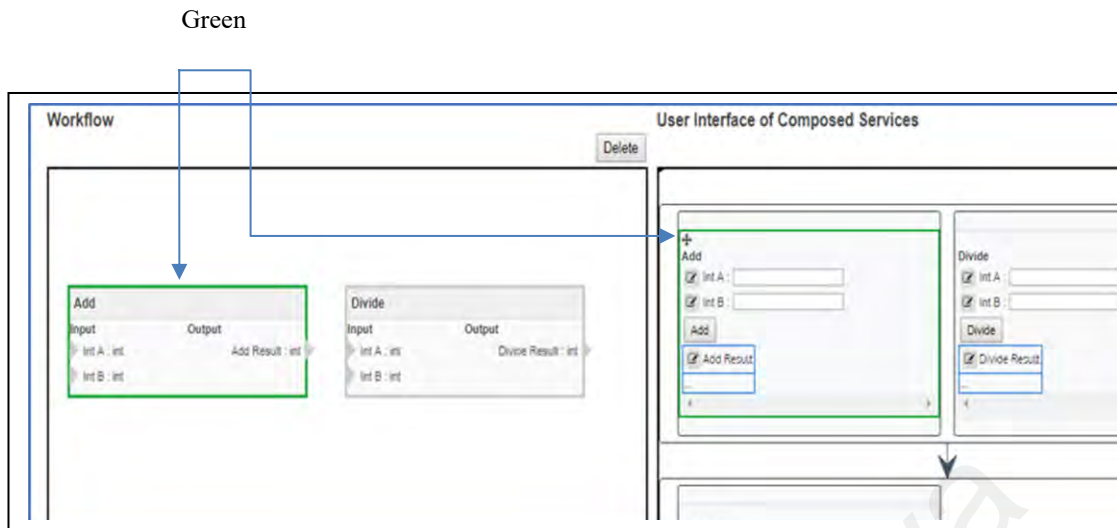 Green
Workflow
Delete
Add
Input Output
Int A : int Add Result : int
Int B : int
Divide
Input Output
Int A : int Divide Result : int
Int B : int
User Interface of Composed Services
Add
Int A :
Int B :
Add
Add Result
...
Divide
Int A :
Int B :
Divide
Divide Result
...